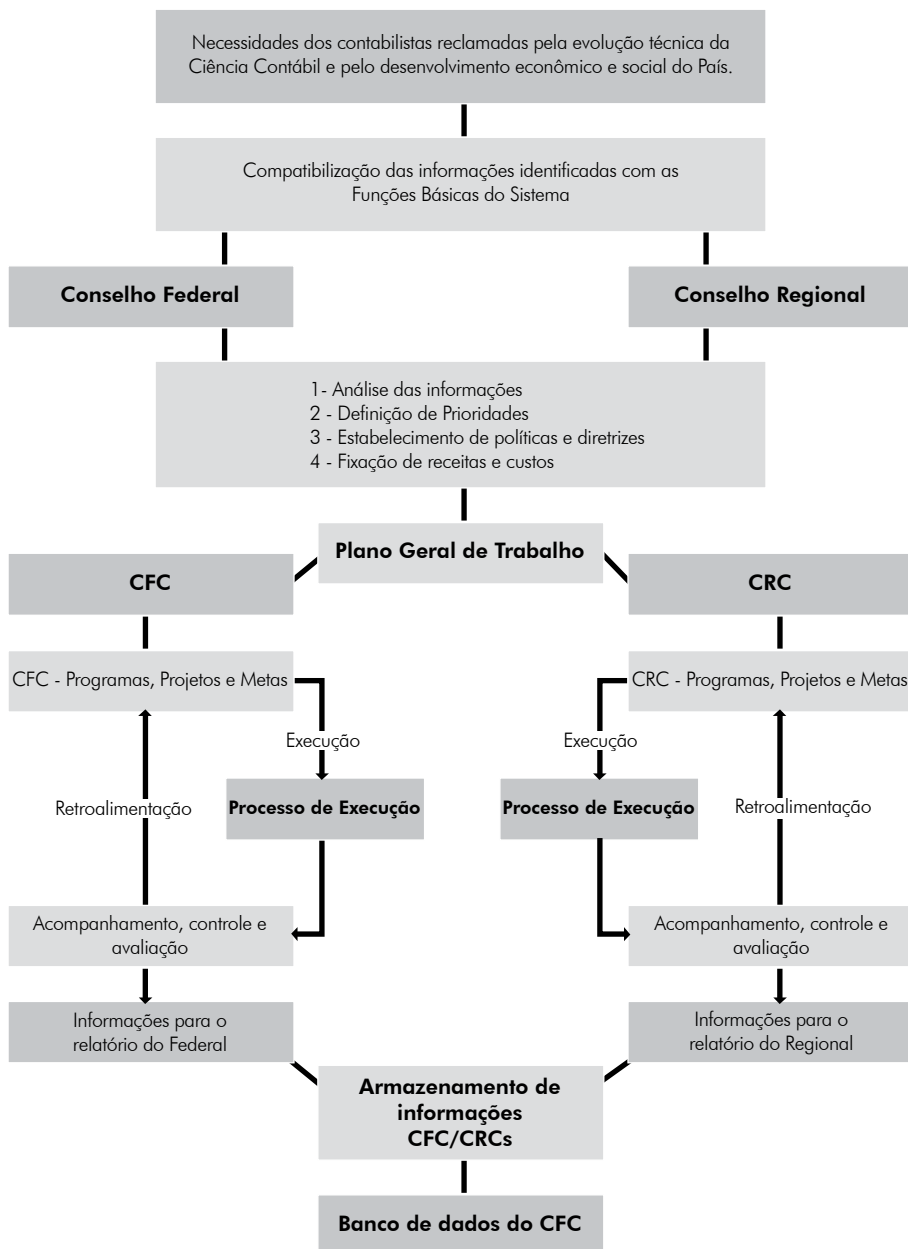 Necessidades dos contabilistas reclamadas pela evolução técnica da
Ciência Contábil e pelo desenvolvimento econômico e social do País.
Compatibilização das informações identificadas com as
Funções Básicas do Sistema
Conselho Federal
Conselho Regional
1- Análise das informações
2 - Definição de Prioridades
3 - Estabelecimento de políticas e diretrizes
4 - Fixação de receitas e custos
Plano Geral de Trabalho
CFC
CRC
CFC - Programas, Projetos e Metas
CRC - Programas, Projetos e Metas
Execução
Execução
Retroalimentação
Processo de Execução
Processo de Execução
Retroalimentação
Acompanhamento, controle e
avaliação
Acompanhamento, controle e
avaliação
Informações para o
relatório do Federal
Informações para o
relatório do Regional
Armazenamento de
informações
CFC/CRCs
Banco de dados do CFC